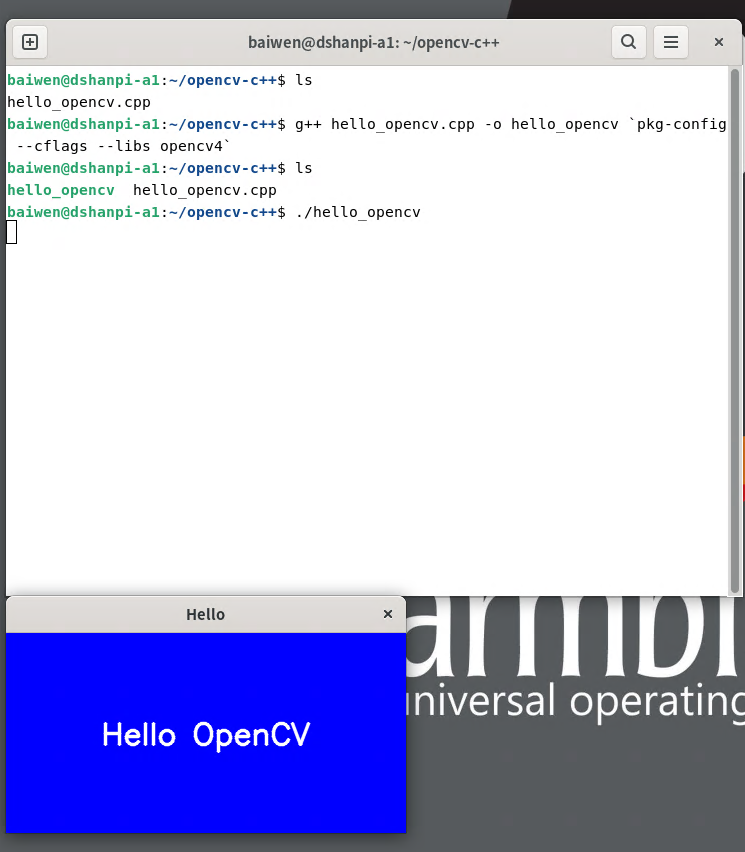 baiwen@dshanpi-a1: ~/opencv-c++
baiwen@dshanpi-a1:~/opencv-c++$ ls
hello_opencv.cpp
baiwen@dshanpi-a1:~/opencv-c++$ g++ hello_opencv.cpp -o hello_opencv `pkg-config
 --cflags --libs opencv4`
baiwen@dshanpi-a1:~/opencv-c++$ ls
hello_opencv  hello_opencv.cpp
baiwen@dshanpi-a1:~/opencv-c++$ ./hello_opencv
Hello
Hello OpenCV
universal operating